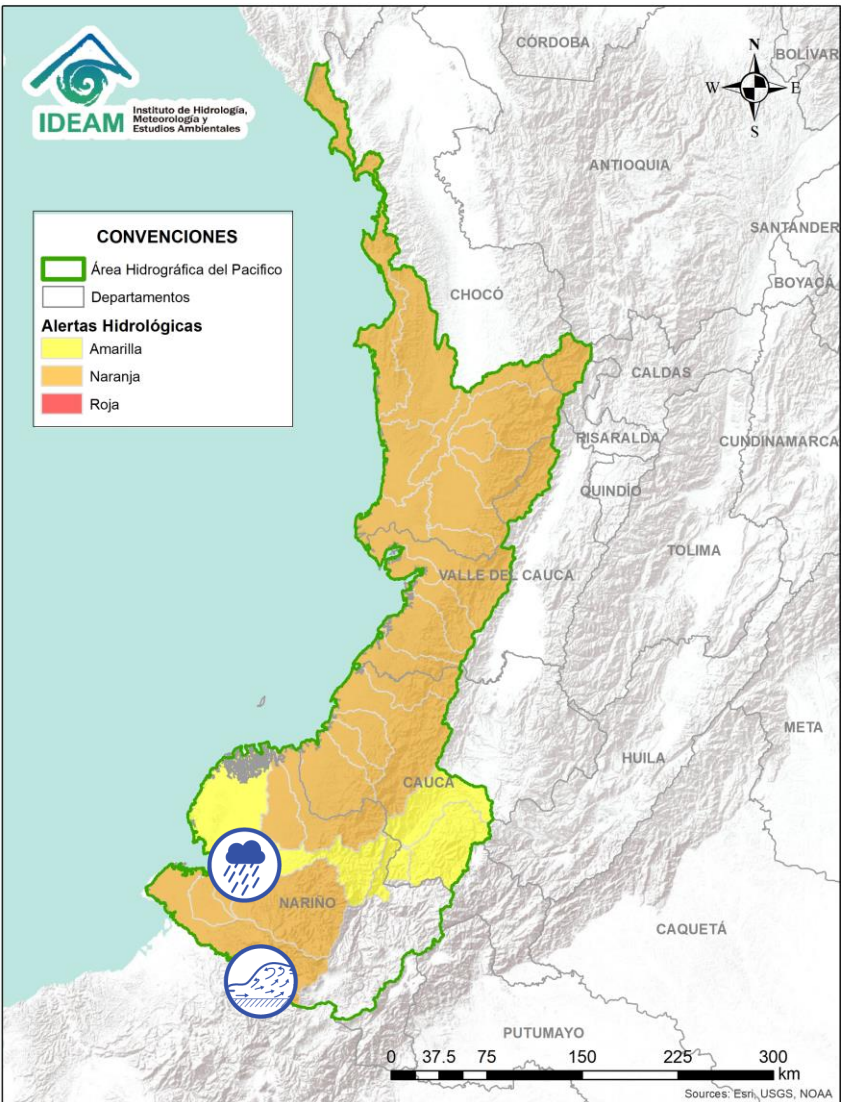 IDEAM
Instituto de Hidrología,
Meteorología y
Estudios Ambientales
N
W
E
S
CONVENCIONES
Área Hidrográfica del Pacifico
Departamentos
Alertas Hidrológicas
Amarilla
Naranja
Roja
CÓRDOBA
BOLIVAR
ANTIOQUIA
SANTANDER
BOYACÁ
CHOCÓ
CALDAS
RISARALDA
CUNDINAMARCA
QUINDÍO
TOLIMA
VALLE DEL CAUCA
META
HUILA
CAUCA
NARIÑO
CAQUETÁ
PUTUMAYO
0 37.5 75 150 225 300
km
Sources: Esri, USGS, NOAA